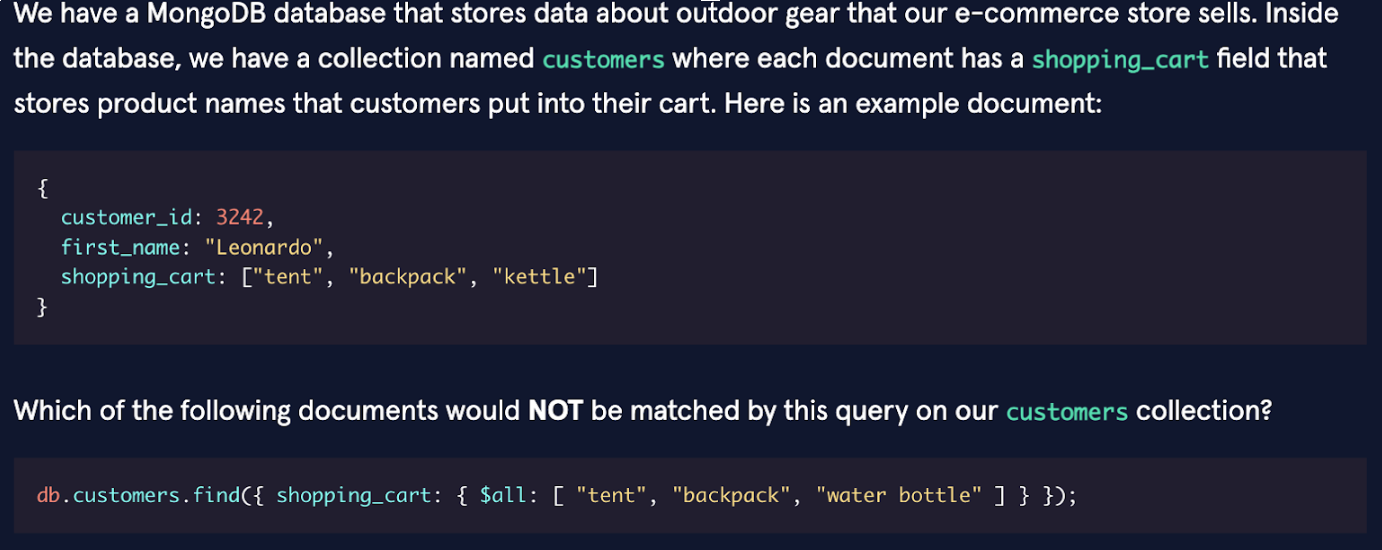 We have a MongoDB database that stores data about outdoor gear that our e-commerce store sells. Inside
the database, we have a collection named customers where each document has a shopping_cart field that
stores product names that customers put into their cart. Here is an example document:
{
  customer_id: 3242,
  first_name: "Leonardo",
  shopping_cart: ["tent", "backpack", "kettle"]
}
Which of the following documents would NOT be matched by this query on our customers collection?
db.customers.find({ shopping_cart: { $all: [ "tent", "backpack", "water bottle" ] } });